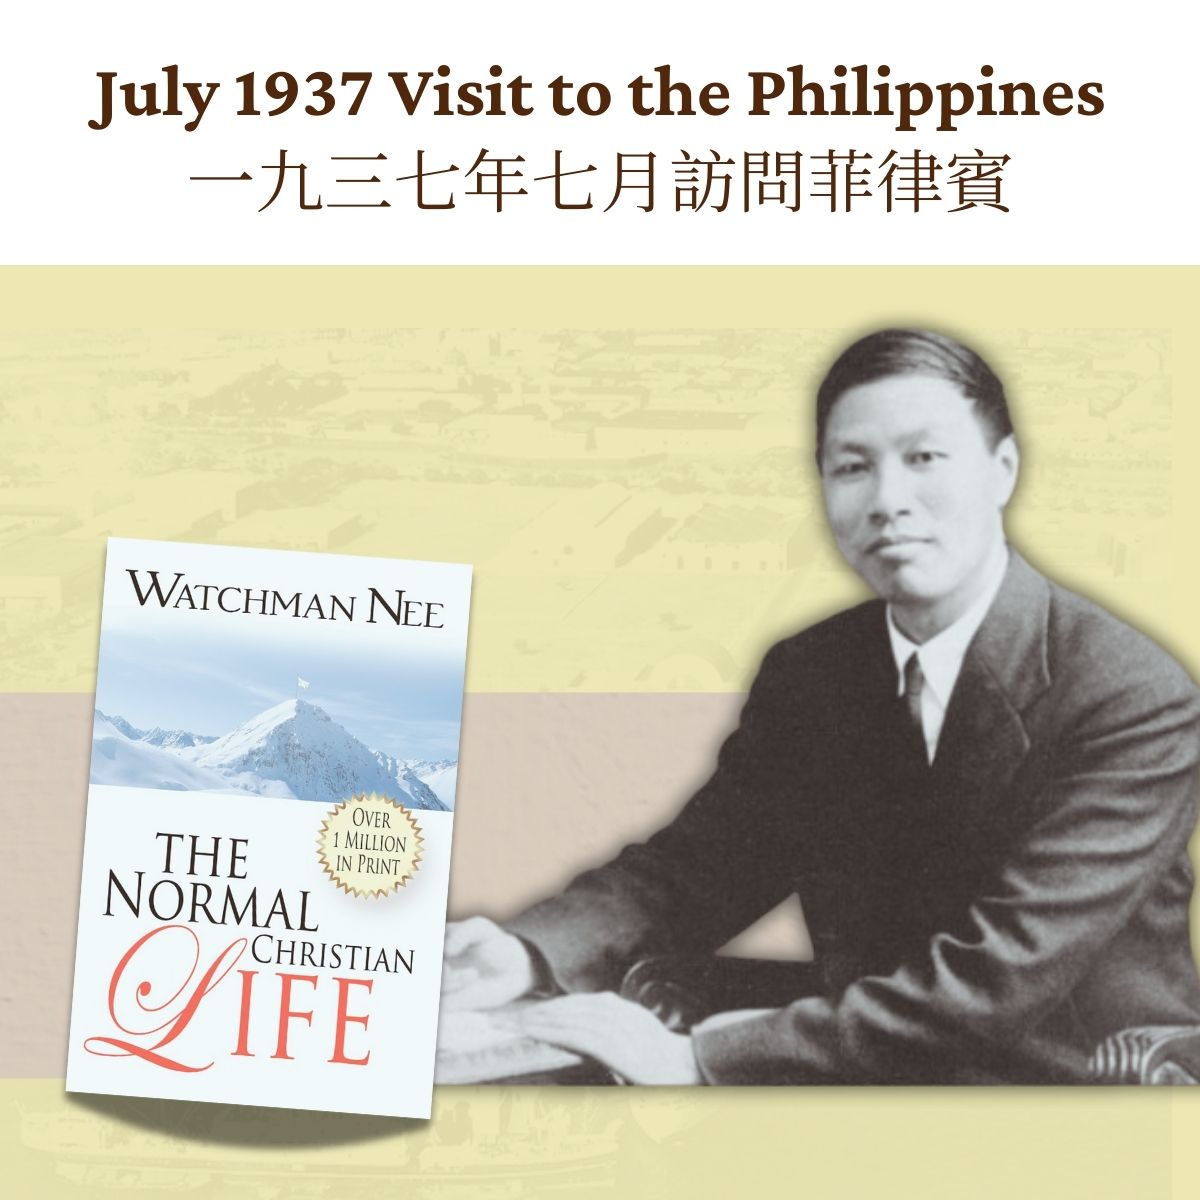 July 1937 Visit to the Philippines
一九三七年七月訪問菲律賓
WATCHMAN NEE
OVER
1 MILLION
IN PRINT
THE
NORMAL
CHRISTIAN
LIFE